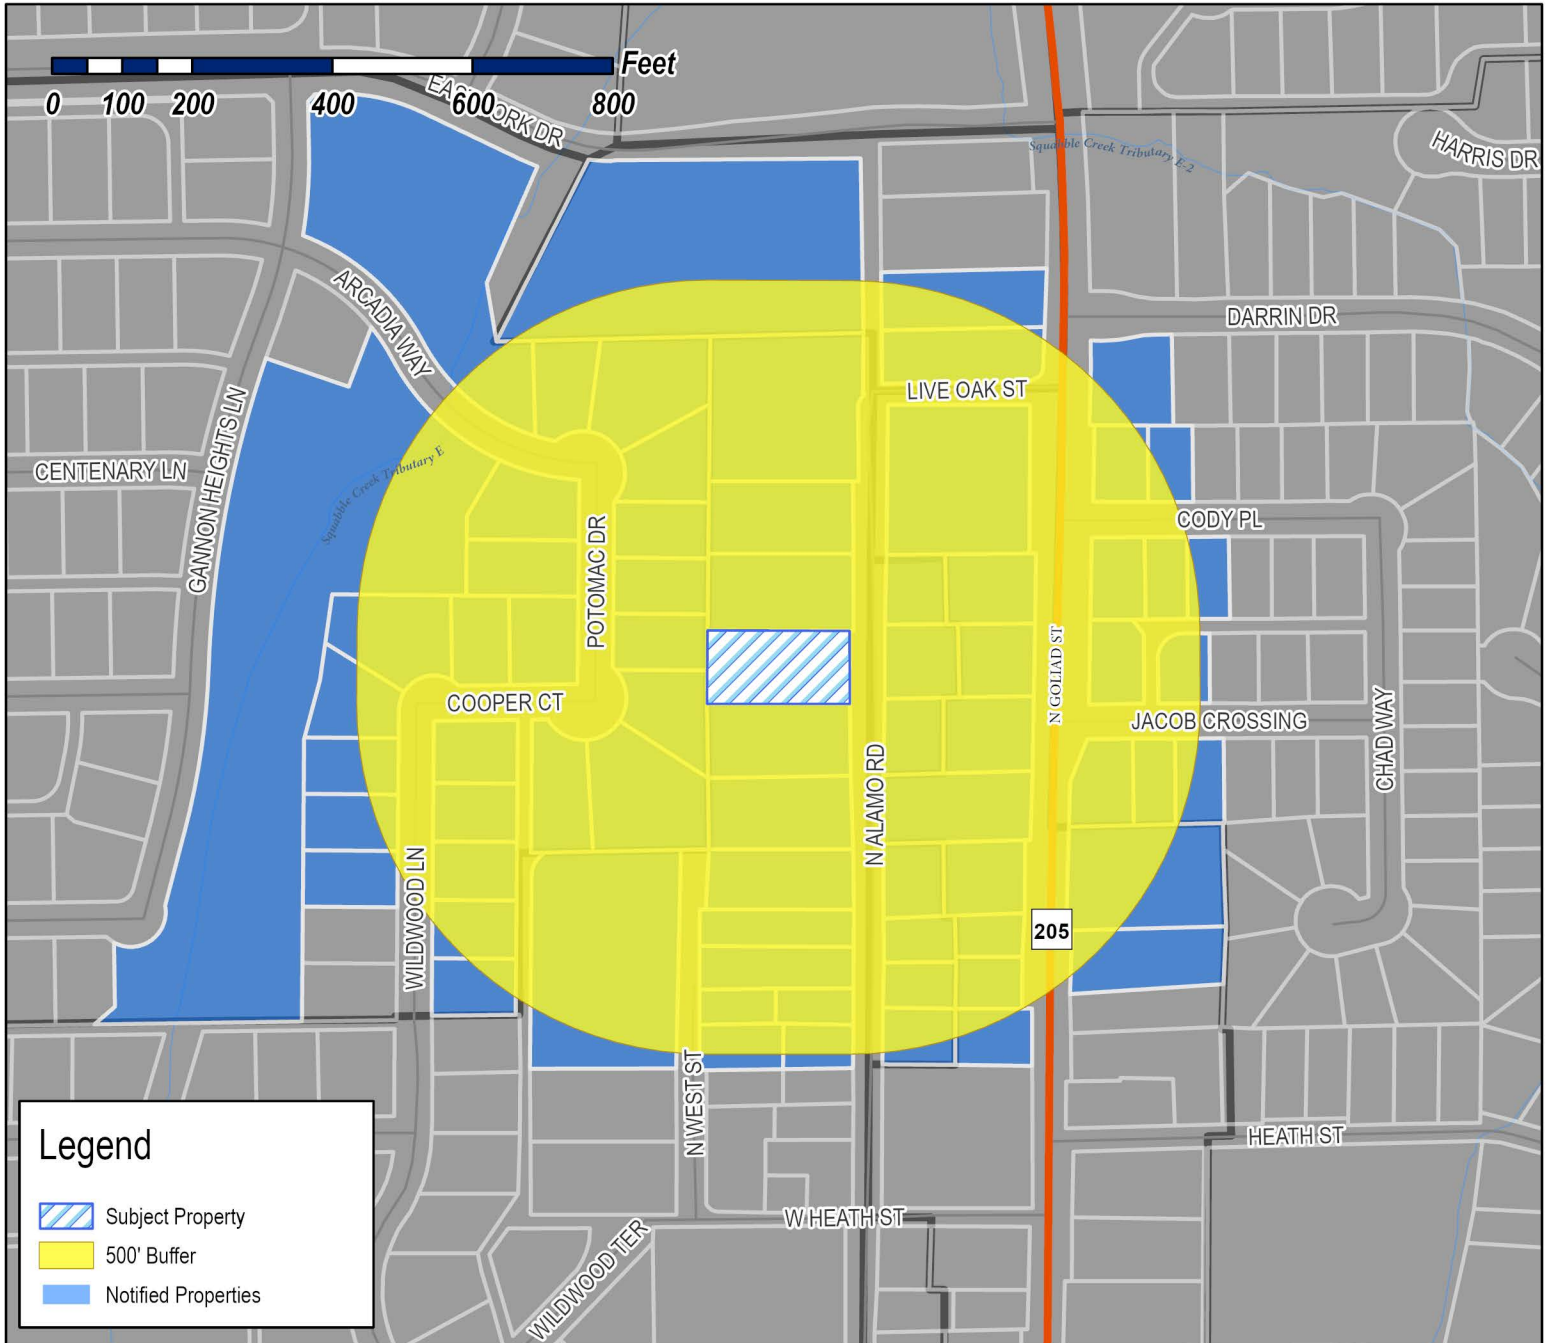 Feet
0 100 200 400 600 800
EAST FORK DR
Squabble Creek Tributary E-2
HARRIS DR
ARCADIA WAY
DARRIN DR
LIVE OAK ST
GANNON HEIGHTS LN
CENTENARY LN
Squabble Creek Tributary E
CODY PL
POTOMAC DR
N GOLIAD ST
COOPER CT
JACOB CROSSING
CHAD WAY
N ALAMO RD
WILDWOOD LN
205
N WEST ST
HEATH ST
W HEATH ST
WILDWOOD TER
Legend
Subject Property
500' Buffer
Notified Properties